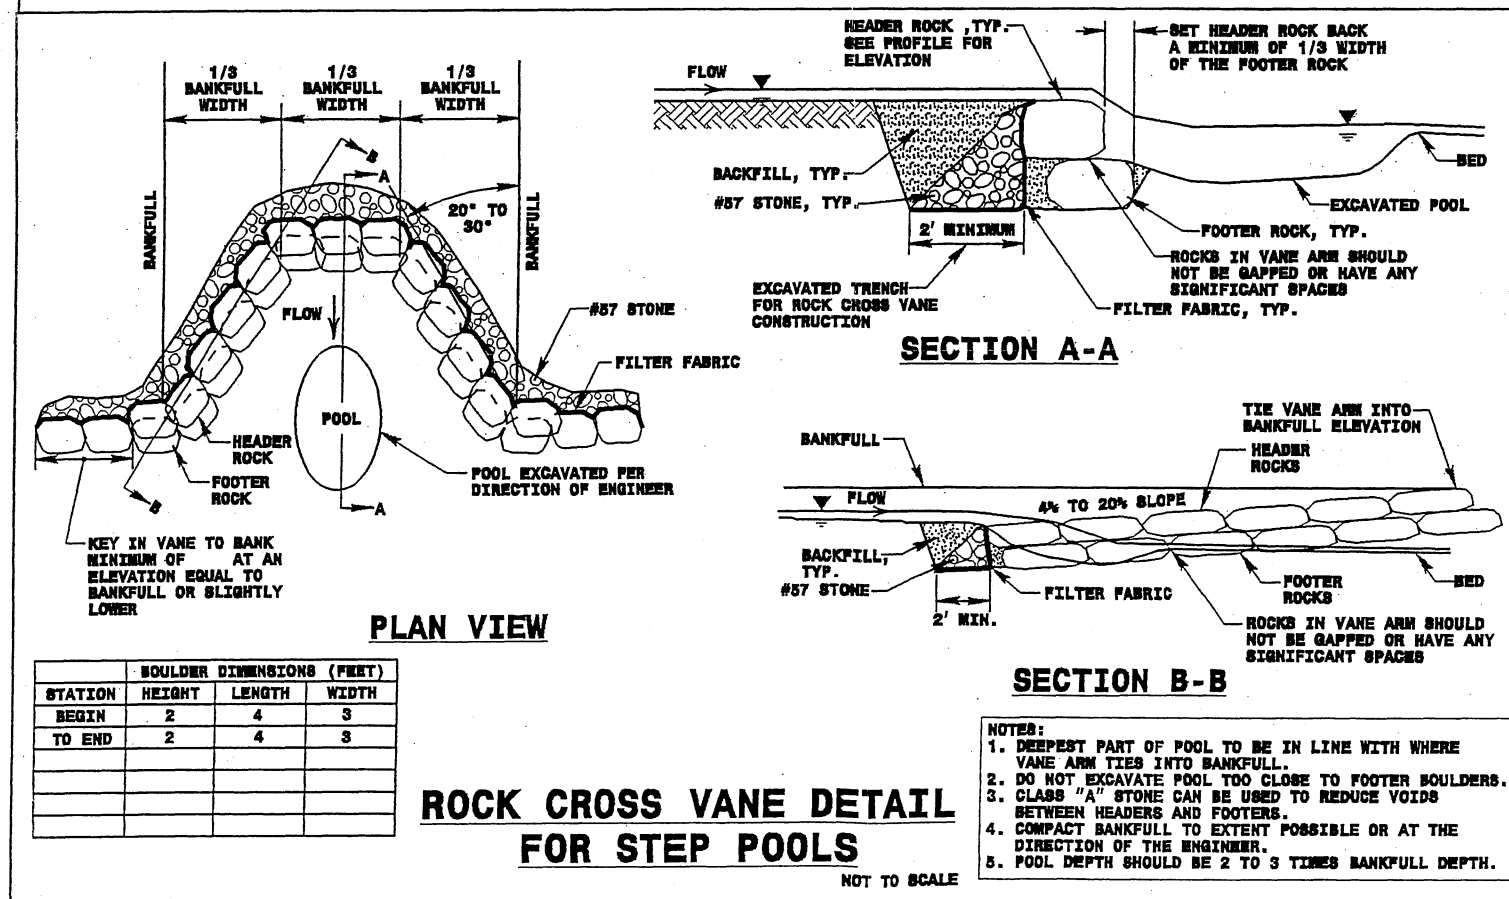 1/3
BANKFULL
WIDTH
1/3
BANKFULL
WIDTH
1/3
BANKFULL
WIDTH
B
A
BANKFULL
20° TO
30°
BANKFULL
FLOW
#57 STONE
FILTER FABRIC
POOL
HEADER
ROCK
FOOTER
ROCK
POOL EXCAVATED PER
DIRECTION OF ENGINEER
B
A
KEY IN VANE TO BANK
MINIMUM OF AT AN
ELEVATION EQUAL TO
BANKFULL OR SLIGHTLY
LOWER
PLAN VIEW
HEADER ROCK ,TYP.
SEE PROFILE FOR
ELEVATION
SET HEADER ROCK BACK
A MINIMUM OF 1/3 WIDTH
OF THE FOOTER ROCK
FLOW
BACKFILL, TYP.
#57 STONE, TYP.
2' MINIMUM
BED
EXCAVATED POOL
FOOTER ROCK, TYP.
ROCKS IN VANE ARM SHOULD
NOT BE GAPPED OR HAVE ANY
SIGNIFICANT SPACES
EXCAVATED TRENCH
FOR ROCK CROSS VANE
CONSTRUCTION
FILTER FABRIC, TYP.
SECTION A-A
TIE VANE ARM INTO
BANKFULL ELEVATION
BANKFULL
HEADER
ROCKS
FLOW
4% TO 20% SLOPE
BACKFILL,
TYP.
#57 STONE
2' MIN.
FILTER FABRIC
FOOTER
ROCKS
BED
ROCKS IN VANE ARM SHOULD
NOT BE GAPPED OR HAVE ANY
SIGNIFICANT SPACES
SECTION B-B
BOULDER DIMENSIONS (FEET)
STATION HEIGHT LENGTH WIDTH
BEGIN 2 4 3
TO END 2 4 3
ROCK CROSS VANE DETAIL
FOR STEP POOLS
NOT TO SCALE
NOTES:
1. DEEPEST PART OF POOL TO BE IN LINE WITH WHERE
VANE ARM TIES INTO BANKFULL.
2. DO NOT EXCAVATE POOL TOO CLOSE TO FOOTER BOULDERS.
3. CLASS "A" STONE CAN BE USED TO REDUCE VOIDS
BETWEEN HEADERS AND FOOTERS.
4. COMPACT BANKFULL TO EXTENT POSSIBLE OR AT THE
DIRECTION OF THE ENGINEER.
5. POOL DEPTH SHOULD BE 2 TO 3 TIMES BANKFULL DEPTH.